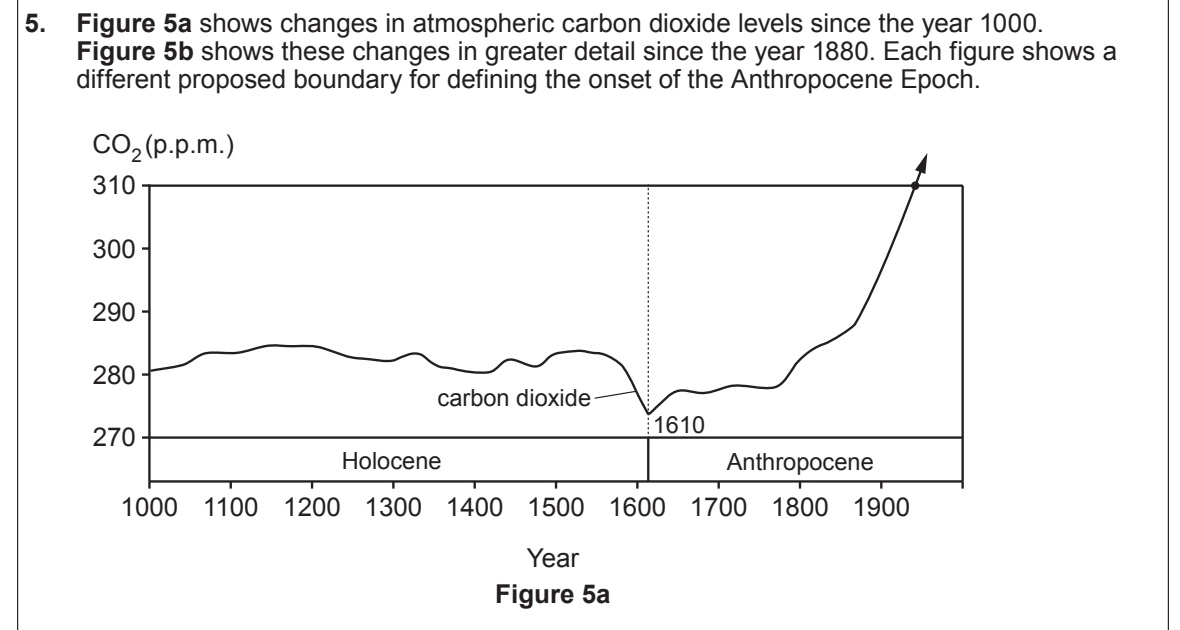 5. Figure 5a shows changes in atmospheric carbon dioxide levels since the year 1000.
Figure 5b shows these changes in greater detail since the year 1880. Each figure shows a
different proposed boundary for defining the onset of the Anthropocene Epoch.
CO₂ (p.p.m.)
310
300
290
280
270
carbon dioxide
1610
Holocene
Anthropocene
1000 1100 1200 1300 1400 1500 1600 1700 1800 1900
Year
Figure 5a